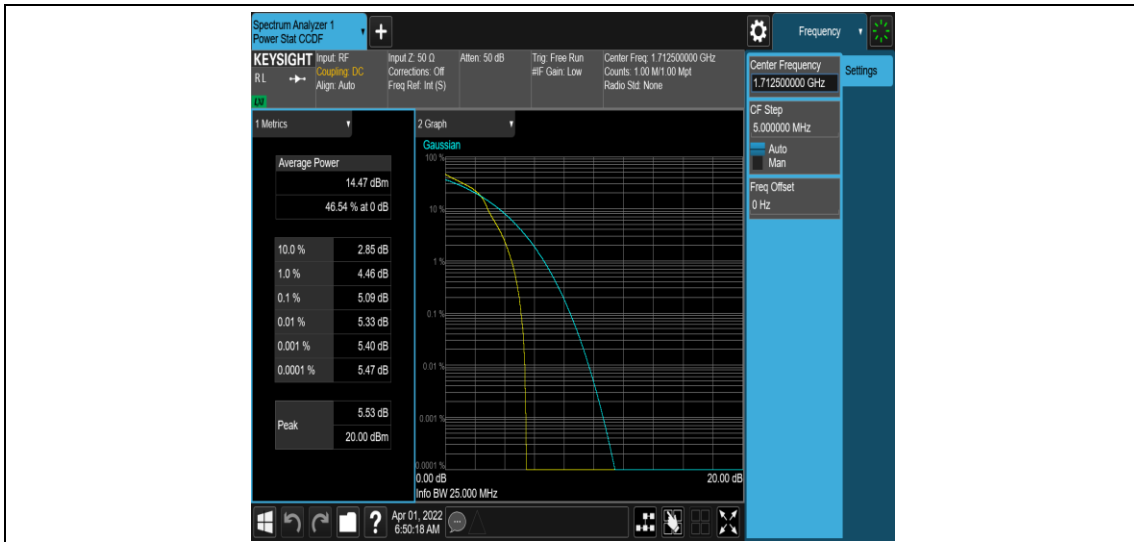 Spectrum Analyzer 1
Power Stat CCDF
Frequency
KEYSIGHT
RL
LXI
Input: RF
Coupling: DC
Align: Auto
Input Z: 50 Ω
Corrections: Off
Freq Ref: Int (S)
Atten: 50 dB
Trig: Free Run
#IF Gain: Low
Center Freq: 1.712500000 GHz
Counts: 1.00 M/1.00 Mpt
Radio Std: None
Center Frequency
1.712500000 GHz
Settings
CF Step
5.000000 MHz
Auto
Man
Freq Offset
0 Hz
1 Metrics
Average Power
14.47 dBm
46.54 % at 0 dB
10.0 % 2.85 dB
1.0 % 4.46 dB
0.1 % 5.09 dB
0.01 % 5.33 dB
0.001 % 5.40 dB
0.0001 % 5.47 dB
Peak
5.53 dB
20.00 dBm
2 Graph
Gaussian
100 %
10 %
1 %
0.1 %
0.01 %
0.001 %
0.0001 %
0.00 dB 20.00 dB
Info BW 25.000 MHz
?
Apr 01, 2022
6:50:18 AM